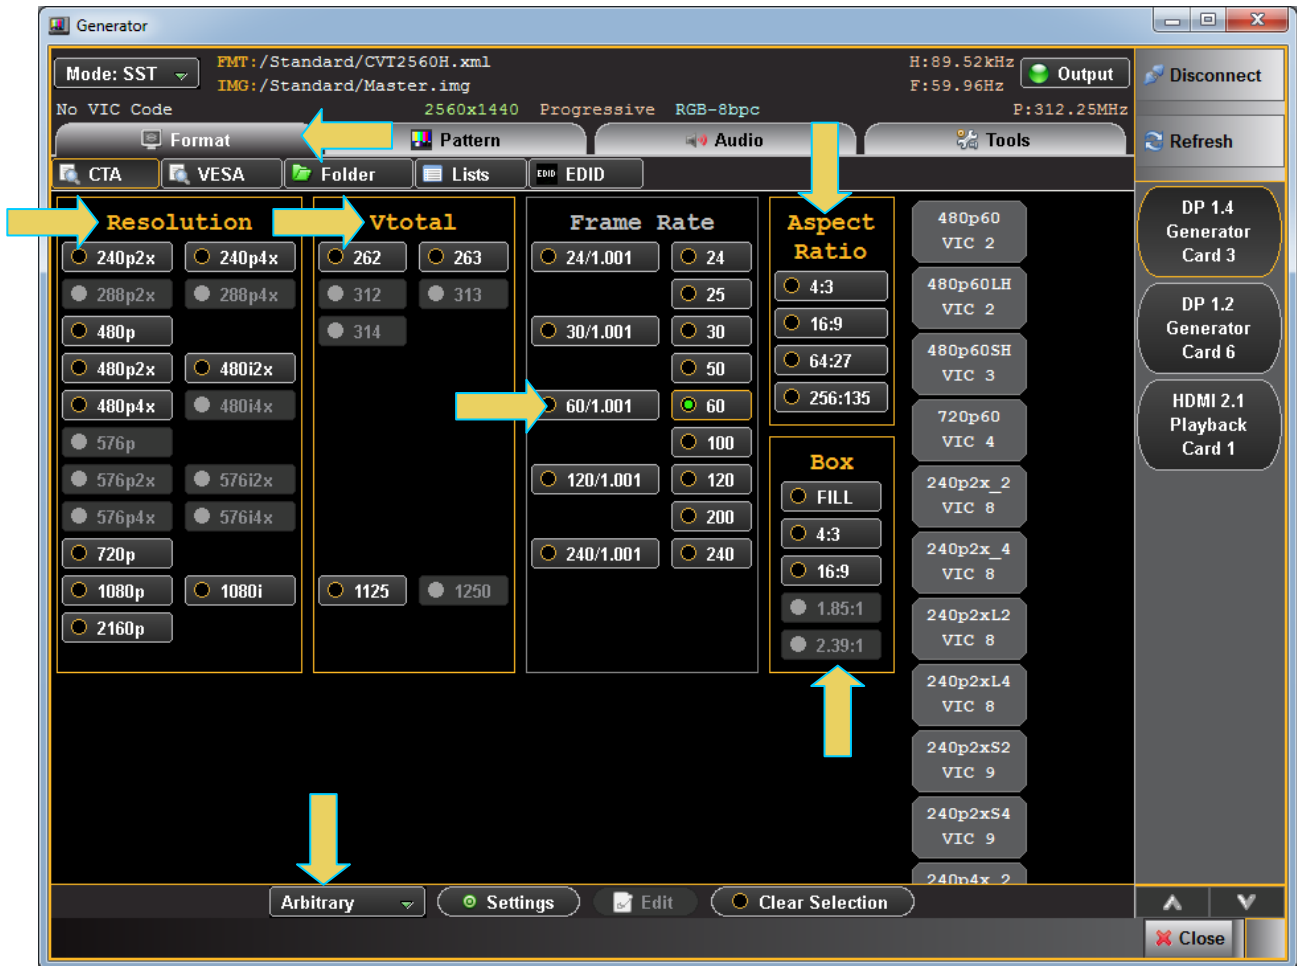 Generator
Mode: SST
FMT:/Standard/CVT2560H.xml
IMG:/Standard/Master.img
H:89.52kHz
F:59.96Hz
Output
No VIC Code
2560x1440 Progressive RGB-8bpc
P:312.25MHz
Disconnect
Refresh
Format
Pattern
Audio
Tools
CTA
VESA
Folder
Lists
EDID EDID
Resolution
240p2x 240p4x
288p2x 288p4x
480p
480p2x 480i2x
480p4x 480i4x
576p
576p2x 576i2x
576p4x 576i4x
720p
1080p 1080i
2160p
Vtotal
262 263
312 313
314
1125 1250
Frame Rate
24/1.001 24
25
30/1.001 30
50
60/1.001 60
100
120/1.001 120
200
240/1.001 240
Aspect
Ratio
4:3
16:9
64:27
256:135
Box
FILL
4:3
16:9
1.85:1
2.39:1
480p60
VIC 2
480p60LH
VIC 2
480p60SH
VIC 3
720p60
VIC 4
240p2x_2
VIC 8
240p2x_4
VIC 8
240p2xL2
VIC 8
240p2xL4
VIC 8
240p2xS2
VIC 9
240p2xS4
VIC 9
240p4x_2
DP 1.4
Generator
Card 3
DP 1.2
Generator
Card 6
HDMI 2.1
Playback
Card 1
Arbitrary
Settings
Edit
Clear Selection
Close